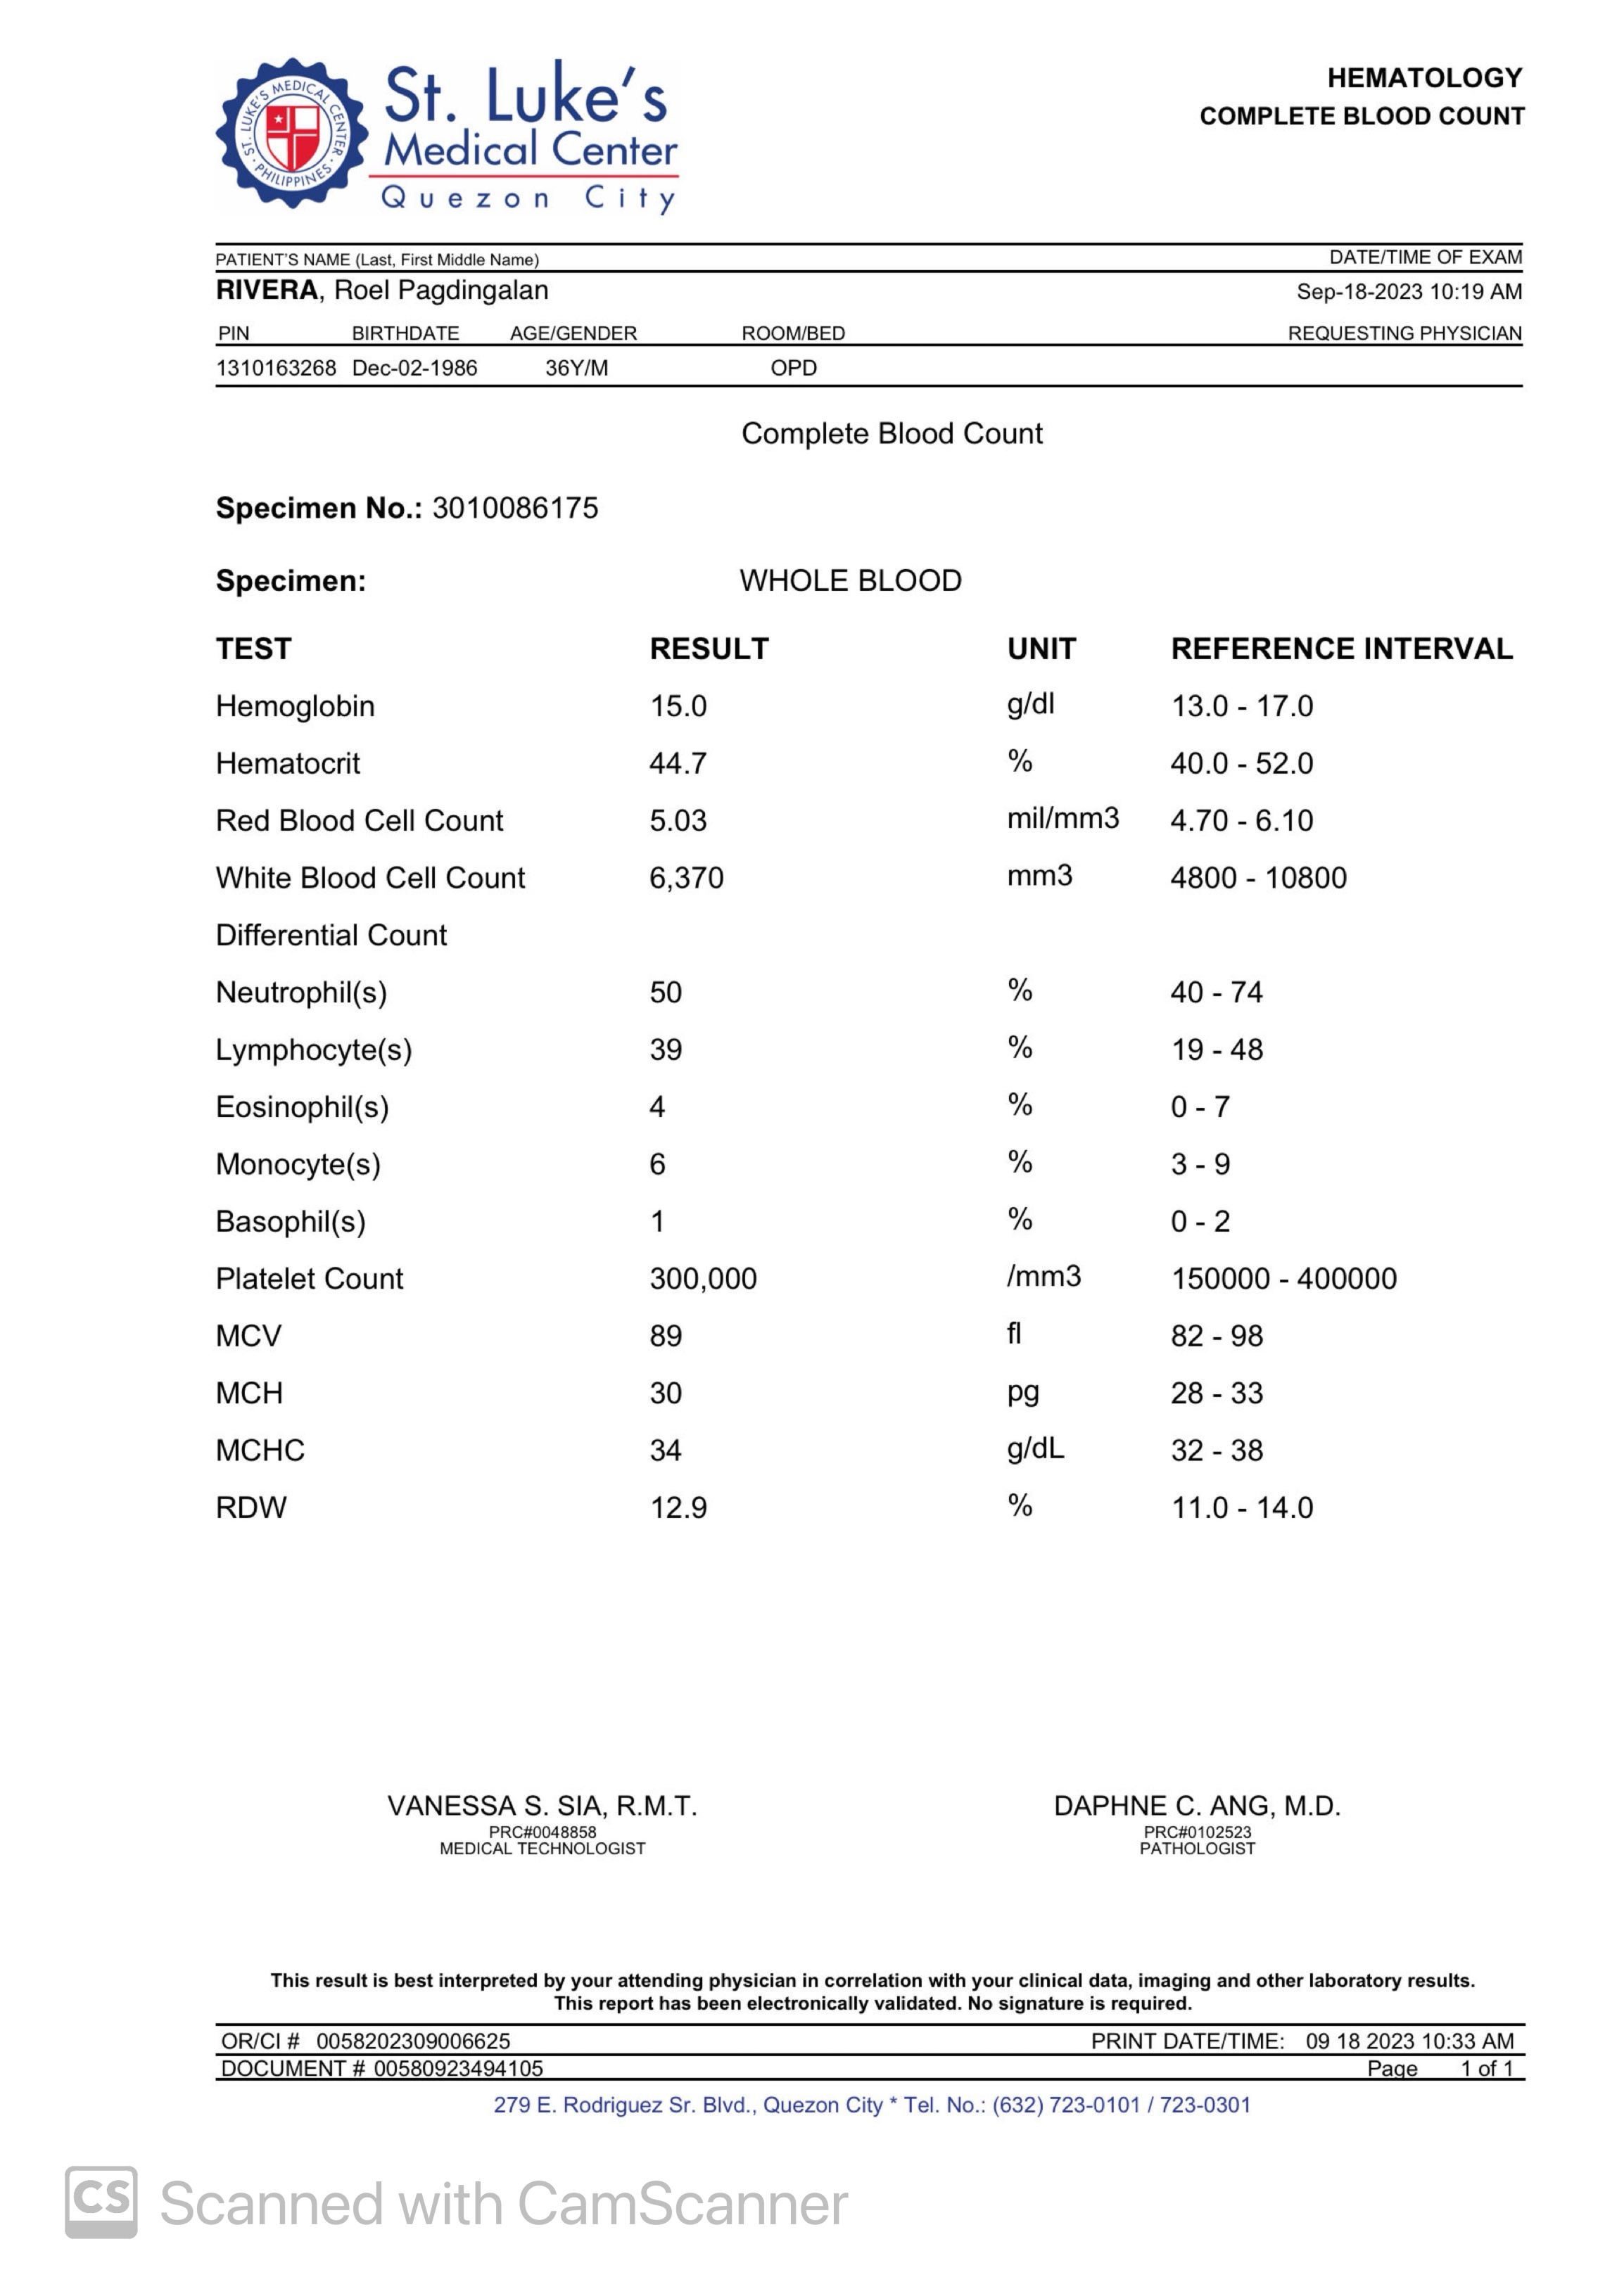 ST. LUKE'S MEDICAL CENTER
PHILIPPINES
St. Luke's
Medical Center
Quezon City
HEMATOLOGY
COMPLETE BLOOD COUNT
PATIENT'S NAME (Last, First Middle Name) DATE/TIME OF EXAM
RIVERA, Roel Pagdingalan Sep-18-2023 10:19 AM
PIN BIRTHDATE AGE/GENDER ROOM/BED REQUESTING PHYSICIAN
1310163268 Dec-02-1986 36Y/M OPD
Complete Blood Count
Specimen No.: 3010086175
Specimen: WHOLE BLOOD
TEST RESULT UNIT REFERENCE INTERVAL
Hemoglobin 15.0 g/dl 13.0 - 17.0
Hematocrit 44.7 % 40.0 - 52.0
Red Blood Cell Count 5.03 mil/mm3 4.70 - 6.10
White Blood Cell Count 6,370 mm3 4800 - 10800
Differential Count
Neutrophil(s) 50 % 40 - 74
Lymphocyte(s) 39 % 19 - 48
Eosinophil(s) 4 % 0 - 7
Monocyte(s) 6 % 3 - 9
Basophil(s) 1 % 0 - 2
Platelet Count 300,000 /mm3 150000 - 400000
MCV 89 fl 82 - 98
MCH 30 pg 28 - 33
MCHC 34 g/dL 32 - 38
RDW 12.9 % 11.0 - 14.0
VANESSA S. SIA, R.M.T. DAPHNE C. ANG, M.D.
PRC#0048858 PRC#0102523
MEDICAL TECHNOLOGIST PATHOLOGIST
This result is best interpreted by your attending physician in correlation with your clinical data, imaging and other laboratory results.
This report has been electronically validated. No signature is required.
OR/CI # 0058202309006625 PRINT DATE/TIME: 09 18 2023 10:33 AM
DOCUMENT # 00580923494105 Page 1 of 1
279 E. Rodriguez Sr. Blvd., Quezon City * Tel. No.: (632) 723-0101 / 723-0301
CS Scanned with CamScanner